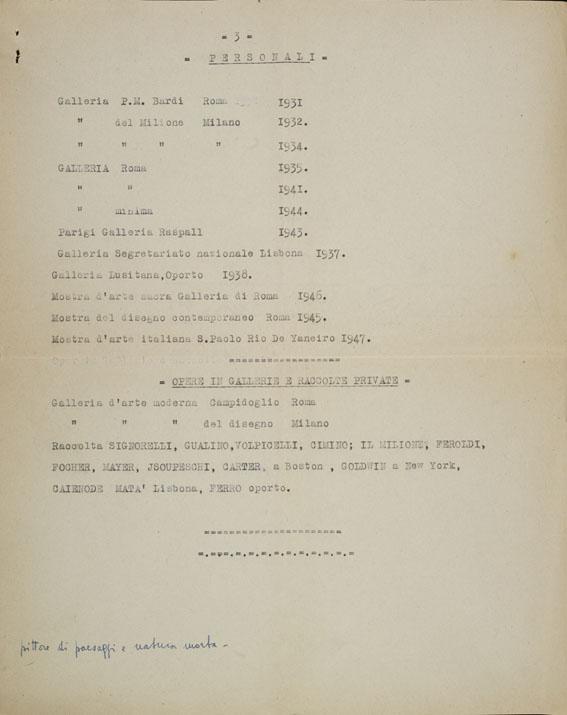 = 3 =
= PERSONALI =
Galleria P.M. Bardi Roma 1931
" del Milione Milano 1932.
" " " " 1934.
GALLERIA Roma 1935.
" " 1941.
" minima 1944.
Parigi Galleria Raspall 1943.
Galleria Segretariato nazionale Lisbona 1937.
Galleria Lusitana,Oporto 1938.
Mostra d'arte sacra Galleria di Roma 1946.
Mostra del disegno contemporaneo Roma 1945.
Mostra d'arte italiana S.Paolo Rio De Yaneiro 1947.
==================
= OPERE IN GALLERIE E RACCOLTE PRIVATE =
Galleria d'arte moderna Campidoglio Roma
" " " del disegno Milano
Raccolta SIGNORELLI, GUALINO,VOLPICELLI, CIMINO; IL MILIONE, FEROLDI,
FOCHER, MAYER, JSOUPESCHI, CARTER, a Boston , GOLDWIN a New York,
CAIENODE MATA' Lisbona, FERRO oporto.
======================
=.=.=.=.=.=.=.=.=.=.=.=
pittore di paesaggi e natura morta -